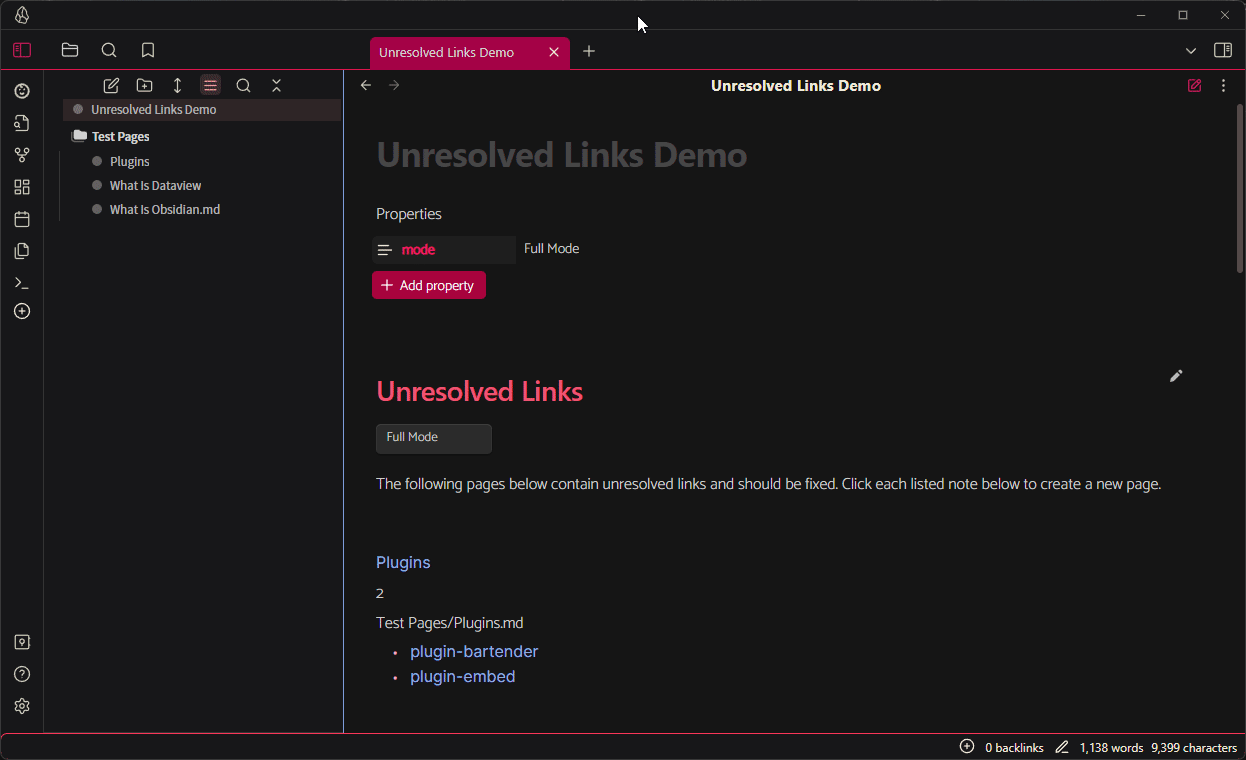 Unresolved Links Demo
Unresolved Links Demo
Unresolved Links Demo
Test Pages
Plugins
What Is Dataview
What Is Obsidian.md
Unresolved Links Demo
Properties
mode Full Mode
Add property
Unresolved Links
Full Mode
The following pages below contain unresolved links and should be fixed. Click each listed note below to create a new page.
Plugins
2
Test Pages/Plugins.md
• plugin-bartender
• plugin-embed
0 backlinks 1,138 words 9,399 characters